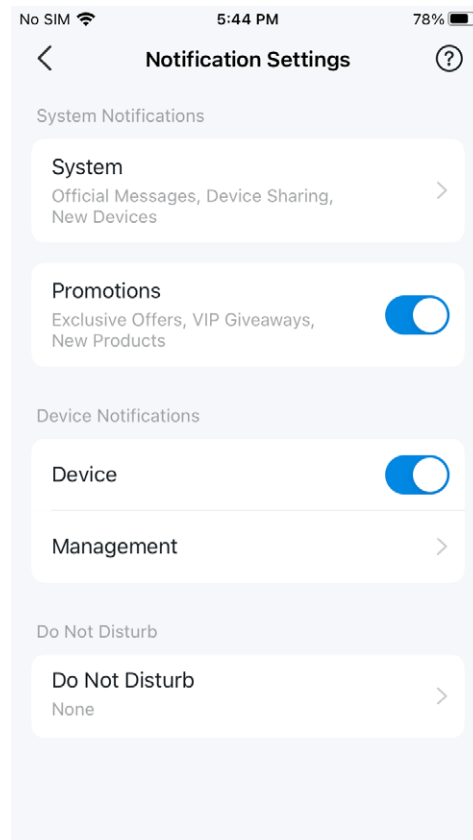 No SIM 5:44 PM 78%
Notification Settings ?
System Notifications
System
Official Messages, Device Sharing,
New Devices
Promotions
Exclusive Offers, VIP Giveaways,
New Products
Device Notifications
Device
Management
Do Not Disturb
Do Not Disturb
None